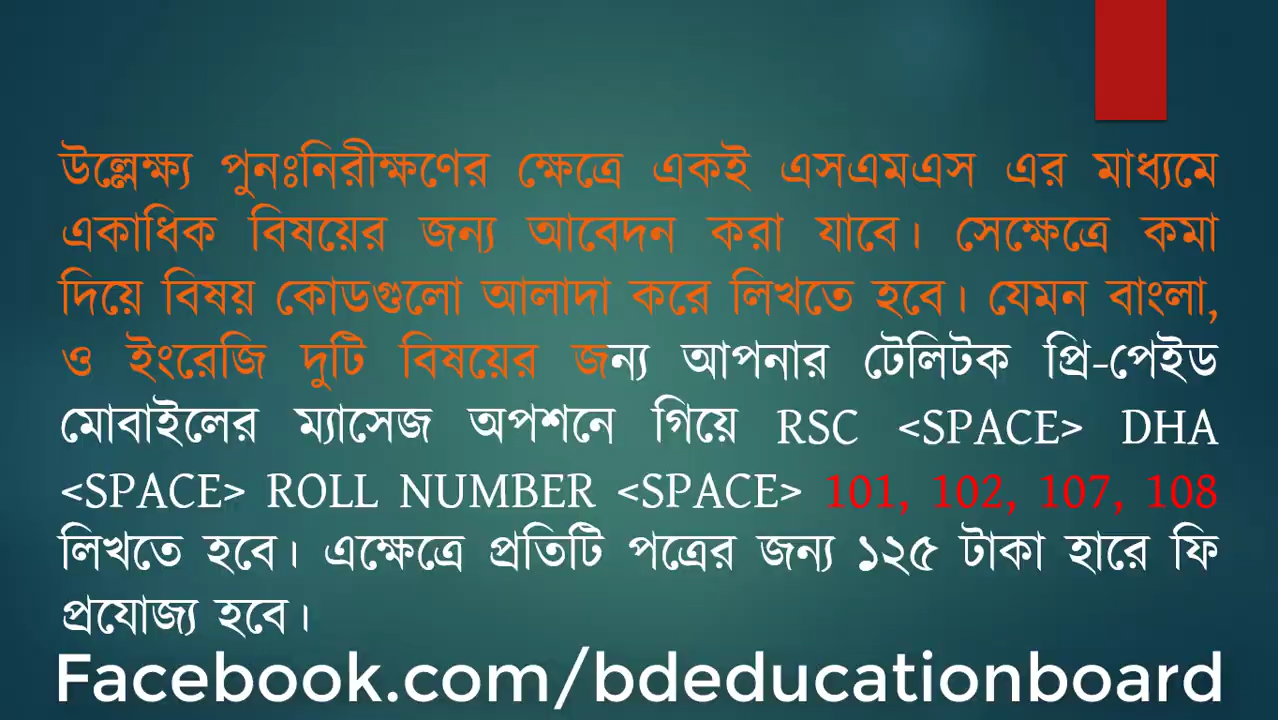 উল্লেক্ষ্য পুনঃনিরীক্ষণের ক্ষেত্রে একই এসএমএস এর মাধ্যমে
একাধিক বিষয়ের জন্য আবেদন করা যাবে। সেক্ষেত্রে কমা
দিয়ে বিষয় কোডগুলো আলাদা করে লিখতে হবে। যেমন বাংলা,
ও ইংরেজি দুটি বিষয়ের জন্য আপনার টেলিটক প্রি-পেইড
মোবাইলের ম্যাসেজ অপশনে গিয়ে RSC <SPACE> DHA
<SPACE> ROLL NUMBER <SPACE> 101, 102, 107, 108
লিখতে হবে। এক্ষেত্রে প্রতিটি পত্রের জন্য ১২৫ টাকা হারে ফি
প্রযোজ্য হবে।
Facebook.com/bdeducationboard